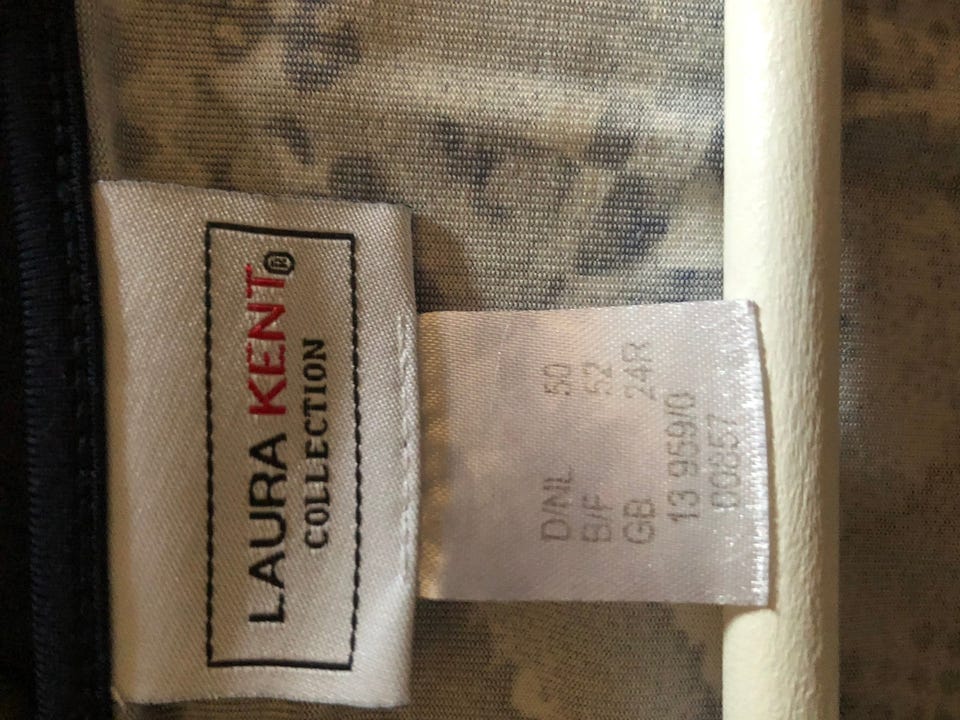 LAURA KENT®
COLLECTION
D/NL 50
B/F 52
GB 24R
13 959/0
00857